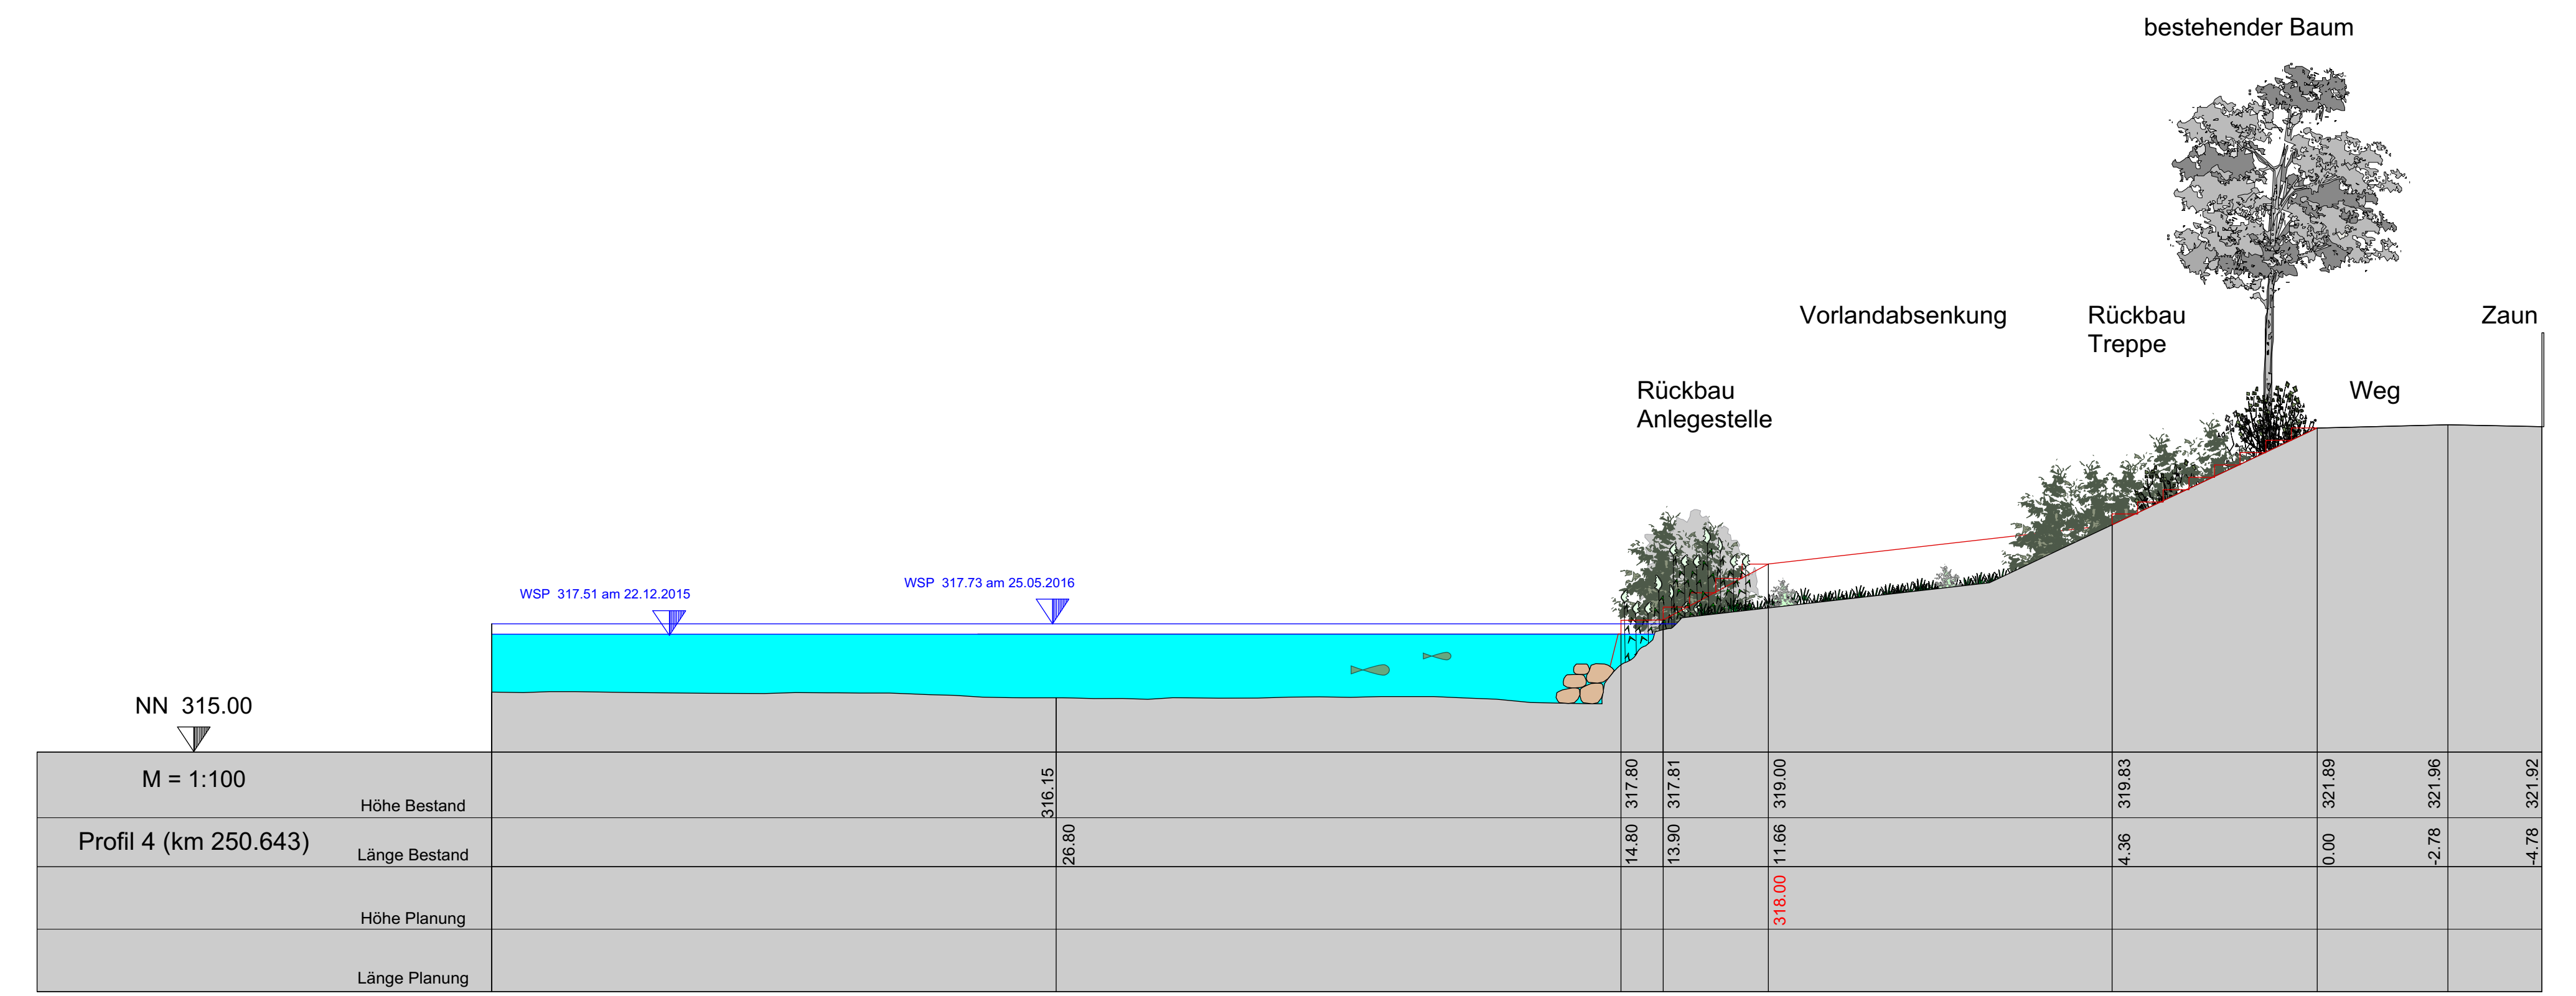 bestehender Baum
Vorlandabsenkung
Rückbau
Treppe
Zaun
Rückbau
Anlegestelle
Weg
WSP 317.51 am 22.12.2015
WSP 317.73 am 25.05.2016
NN 315.00
M = 1:100
Höhe Bestand
316.15
317.80
317.81
319.00
319.83
321.89
321.96
321.92
Profil 4 (km 250.643)
Länge Bestand
26.80
14.80
13.90
11.66
4.36
0.00
-2.78
-4.78
Höhe Planung
318.00
Länge Planung